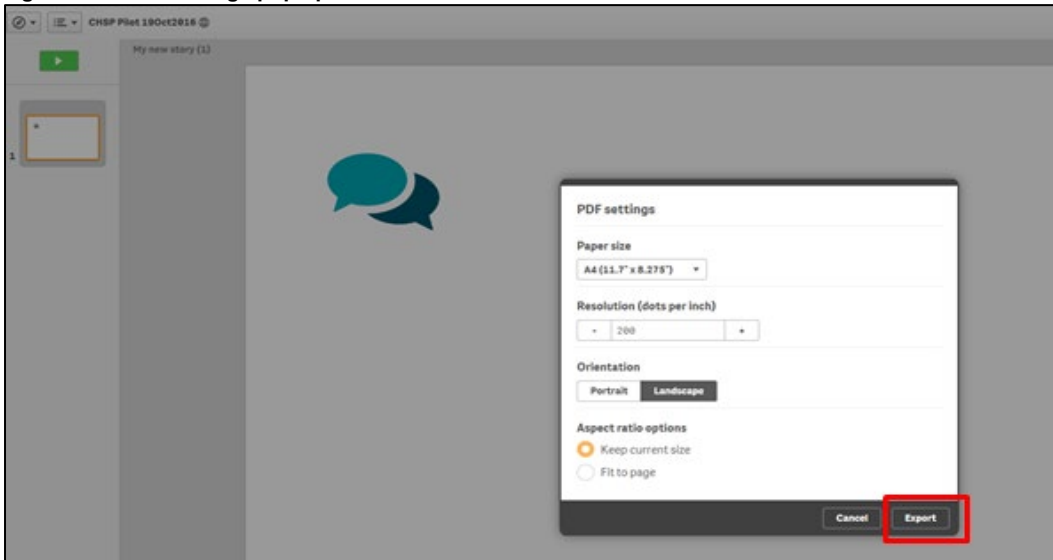 CHSP Pilot 19Oct2016
My new story (1)
1
PDF settings
Paper size
A4 (11.7" x 8.275")
Resolution (dots per inch)
- 200 +
Orientation
Portrait Landscape
Aspect ratio options
Keep current size
Fit to page
Cancel Export